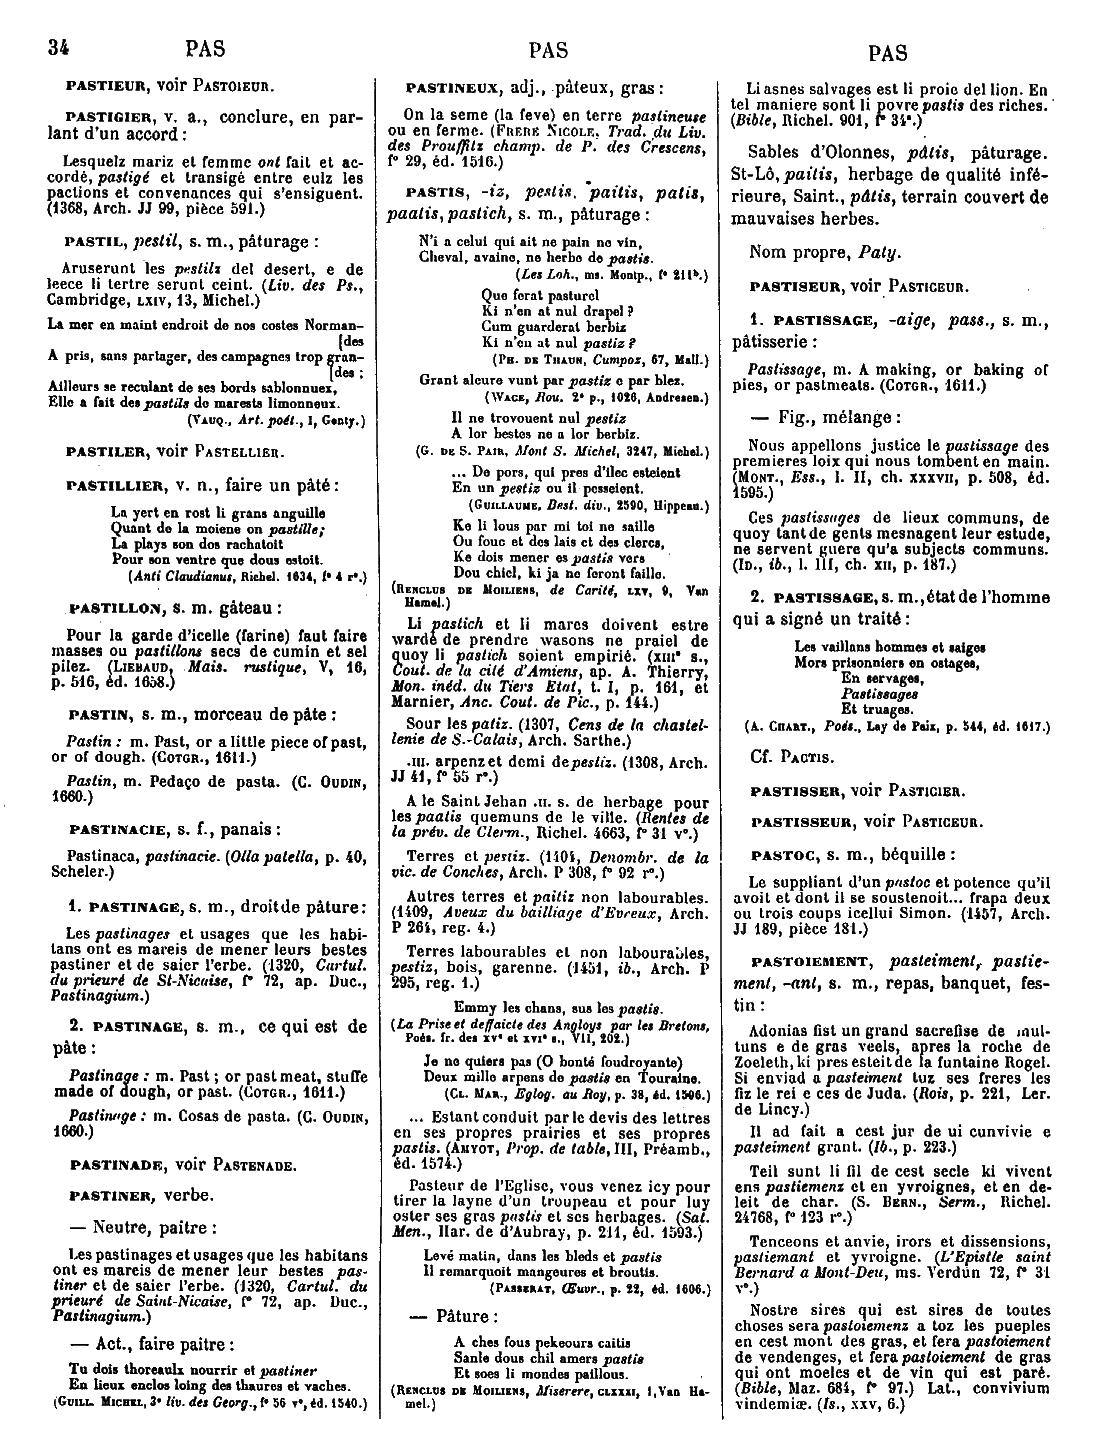 34 PAS PAS PAS
PASTIEUR, voir PASTOIEUR.
PASTIGIER, v. a., conclure, en par-
lant d'un accord :
Lesquelz mariz et femme ont fait et ac-
cordé, pastigé et transigé entre eulz les
pactions et convenances qui s'ensiguent.
(1368, Arch. JJ 99, pièce 591.)
PASTIL, pestil, s. m., pâturage :
Aruserunt les pestilz del desert, e de
leece li tertre serunt ceint. (Liv. des Ps.,
Cambridge, LXIV, 13, Michel.)
La mer en maint endroit de nos costes Norman-
[des
A pris, sans partager, des campagnes trop gran-
[des ;
Ailleurs se reculant de ses bords sablonnuex,
Elle a fait des pastils de marests limonneux.
(VAUQ., Art. poét., I, Genty.)
PASTILER, voir PASTELLIER.
PASTILLIER, v. n., faire un pâté :
La yert en rost li grans anguille
Quant de la moiene on pastille;
La plays son dos rachatoit
Pour son ventre que dous estoit.
(Anti Claudianus, Richel. 1634, f° 4 r°.)
PASTILLON, s. m. gâteau :
Pour la garde d'icelle (farine) faut faire
masses ou pastillons secs de cumin et sel
pilez. (LIEBAUD, Mais. rustique, V, 16,
p. 516, éd. 1658.)
PASTIN, s. m., morceau de pâte :
Pastin : m. Past, or a little piece of past,
or of dough. (COTGR., 1611.)
Pastin, m. Pedaço de pasta. (C. OUDIN,
1660.)
PASTINACIE, s. f., panais :
Pastinaca, pastinacie. (Olla patella, p. 40,
Scheler.)
1. PASTINAGE, s. m., droit de pâture :
Les pastinages et usages que les habi-
tans ont es mareis de mener leurs bestes
pastiner et de saier l'erbe. (1320, Cartul.
du prieuré de St-Nicaise, f° 72, ap. Duc.,
Pastinagium.)
2. PASTINAGE, s. m., ce qui est de
pâte :
Pastinage : m. Past ; or past meat, stuffe
made of dough, or past. (COTGR., 1611.)
Pastinage : m. Cosas de pasta. (C. OUDIN,
1660.)
PASTINADE, voir PASTENADE.
PASTINER, verbe.
— Neutre, paitre :
Les pastinages et usages que les habitans
ont es mareis de mener leur bestes pas-
tiner et de saier l'erbe. (1320, Cartul. du
prieuré de Saint-Nicaise, f° 72, ap. Duc.,
Pastinagium.)
— Act., faire paitre :
Tu dois thoreaulx nourrir et pastiner
En lieux enclos loing des thaures et vaches.
(GUILL. MICHEL, 3° liv. des Georg., f° 56 v°, éd. 1540.)
PASTINEUX, adj., pâteux, gras :
On la seme (la feve) en terre pastineuse
ou en ferme. (FRERE NICOLE, Trad. du Liv.
des Prouffitz champ. de P. des Crescens,
f° 29, éd. 1516.)
PASTIS, -iz, pestis, paitis, patis,
paatis, pastich, s. m., pâturage :
N'i a celui qui ait ne pain ne vin,
Cheval, avaine, ne herbe de pastis.
(Les Loh., ms. Montp., f° 211ᵇ.)
Que ferat pasturel
Ki n'en at nul drapel ?
Cum guarderat berbiz
Ki n'en at nul pastiz ?
(PH. DE THAUN, Cumpoz, 67, Mall.)
Grant aleure vunt par pastiz e par blez.
(WACE, Rou, 2° p., 1026, Andresen.)
Il ne trovouent nul pestiz
A lor bestes ne a lor berbiz.
(G. DE S. PAIR, Mont S. Michel, 3247, Michel.)
... De pors, qui pres d'ilec esteient
En un pestiz ou il pesseient.
(GUILLAUME, Best. div., 2590, Hippeau.)
Ke li lous par mi toi ne saille
Ou fouc et des lais et des clercs,
Ke dois mener es pastis vers
Dou chiel, ki ja ne feront faille.
(RENCLUS DE MOILIENS, de Carité, LXV, 9, Van
Hamel.)
Li pastich et li marcs doivent estre
wardé de prendre wasons ne praiel de
quoy li pastich soient empirié. (XIII° s.,
Cout. de la cité d'Amiens, ap. A. Thierry,
Mon. inéd. du Tiers Etat, t. I, p. 161, et
Marnier, Anc. Cout. de Pic., p. 144.)
Sour les patiz. (1307, Cens de la chastel-
lenie de S.-Calais, Arch. Sarthe.)
.III. arpenz et demi de pestiz. (1308, Arch.
JJ 41, f° 55 r°.)
A le Saint Jehan .II. s. de herbage pour
les paatis quemuns de le ville. (Rentes de
la prév. de Clerm., Richel. 4663, f° 31 v°.)
Terres et pestiz. (1404, Denombr. de la
vic. de Conches, Arch. P 308, f° 92 r°.)
Autres terres et paitiz non labourables.
(1409, Aveux du bailliage d'Evreux, Arch.
P 264, reg. 4.)
Terres labourables et non labourables,
pestiz, bois, garenne. (1451, ib., Arch. P
295, reg. 1.)
Emmy les chans, sus les pastis.
(La Prise et deffaicte des Angloys par les Bretons,
Poés. fr. des XV° et XVI° s., VII, 202.)
Je ne quiers pas (O bonté foudroyante)
Deux mille arpens de pastis en Touraine.
(CL. MAR., Eglog. au Roy, p. 38, éd. 1596.)
... Estant conduit par le devis des lettres
en ses propres prairies et ses propres
pastis. (AMYOT, Prop. de table, III, Préamb.,
éd. 1574.)
Pasteur de l'Eglise, vous venez icy pour
tirer la layne d'un troupeau et pour luy
oster ses gras pastis et ses herbages. (Sat.
Men., Har. de d'Aubray, p. 211, éd. 1593.)
Levé matin, dans les bleds et pastis
Il remarquoit mangeures et broutis.
(PASSERAT, Œuvr., p. 22, éd. 1606.)
— Pâture :
A ches fous pekeours caitis
Sanle dous chil amers pastis
Et soes li mondes paillous.
(RENCLUS DE MOILIENS, Miserere, CLXXXI, 1, Van Ha-
mel.)
Li asnes salvages est li proie del lion. En
tel maniere sont li povre pastis des riches.
(Bible, Richel. 901, f° 34°.)
Sables d'Olonnes, pâtis, pâturage.
St-Lô, paitis, herbage de qualité infé-
rieure, Saint., pâtis, terrain couvert de
mauvaises herbes.
Nom propre, Paty.
PASTISEUR, voir PASTICEUR.
1. PASTISSAGE, -aige, pass., s. m.,
pâtisserie :
Pastissage, m. A making, or baking of
pies, or pastmeats. (COTGR., 1611.)
— Fig., mélange :
Nous appellons justice le pastissage des
premieres loix qui nous tombent en main.
(MONT., Ess., l. II, ch. XXXVII, p. 508, éd.
1595.)
Ces pastissages de lieux communs, de
quoy tant de gents mesnagent leur estude,
ne servent guere qu'a subjects communs.
(ID., ib., l. III, ch. XII, p. 187.)
2. PASTISSAGE, s. m., état de l'homme
qui a signé un traité :
Les vaillans hommes et saiges
Mors prisonniers en ostages,
En servages,
Pastissages
Et truages.
(A. CHART., Poés., Lay de Paix, p. 544, éd. 1617.)
Cf. PACTIS.
PASTISSER, voir PASTICIER.
PASTISSEUR, voir PASTICEUR.
PASTOC, s. m., béquille :
Le suppliant d'un pastoc et potence qu'il
avoit et dont il se soustenoit... frapa deux
ou trois coups icellui Simon. (1457, Arch.
JJ 189, pièce 181.)
PASTOIEMENT, pasteiment, pastie-
ment, -ant, s. m., repas, banquet, fes-
tin :
Adonias fist un grand sacrefise de mul-
tuns e de gras veels, apres la roche de
Zoeleth, ki pres esteit de la funtaine Rogel.
Si enviad a pasteiment tuz ses freres les
fiz le rei e ces de Juda. (Rois, p. 221, Ler.
de Lincy.)
Il ad fait a cest jur de ui cunvivie e
pasteiment grant. (Ib., p. 223.)
Teil sunt li fil de cest secle ki vivent
ens pastiemenz et en yvroignes, et en de-
leit de char. (S. BERN., Serm., Richel.
24768, f° 123 r°.)
Tenceons et anvie, irors et dissensions,
pastiemant et yvroigne. (L'Epistle saint
Bernard a Mont-Deu, ms. Verdun 72, f° 31
v°.)
Nostre sires qui est sires de toutes
choses sera pastoiemenz a toz les pueples
en cest mont des gras, et fera pastoiement
de vendenges, et fera pastoiement de gras
qui ont moeles et de vin qui est paré.
(Bible, Maz. 684, f° 97.) Lat., convivium
vindemiæ. (Is., XXV, 6.)